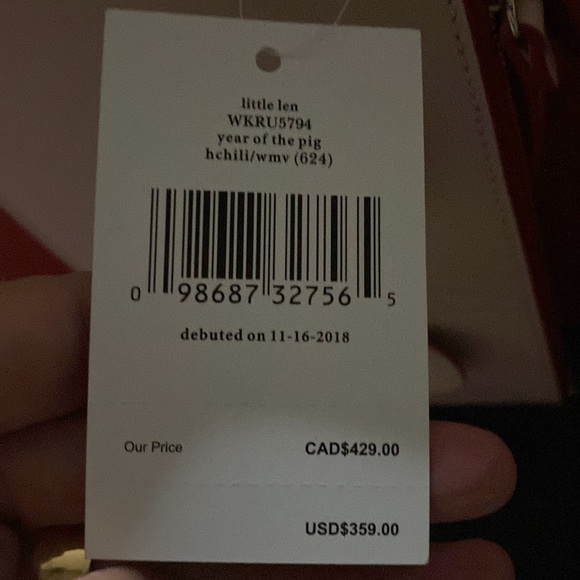 little len
WKRU5794
year of the pig
hchili/wmv (624)
0 98687 32756 5
debuted on 11-16-2018
Our Price CAD$429.00
USD$359.00